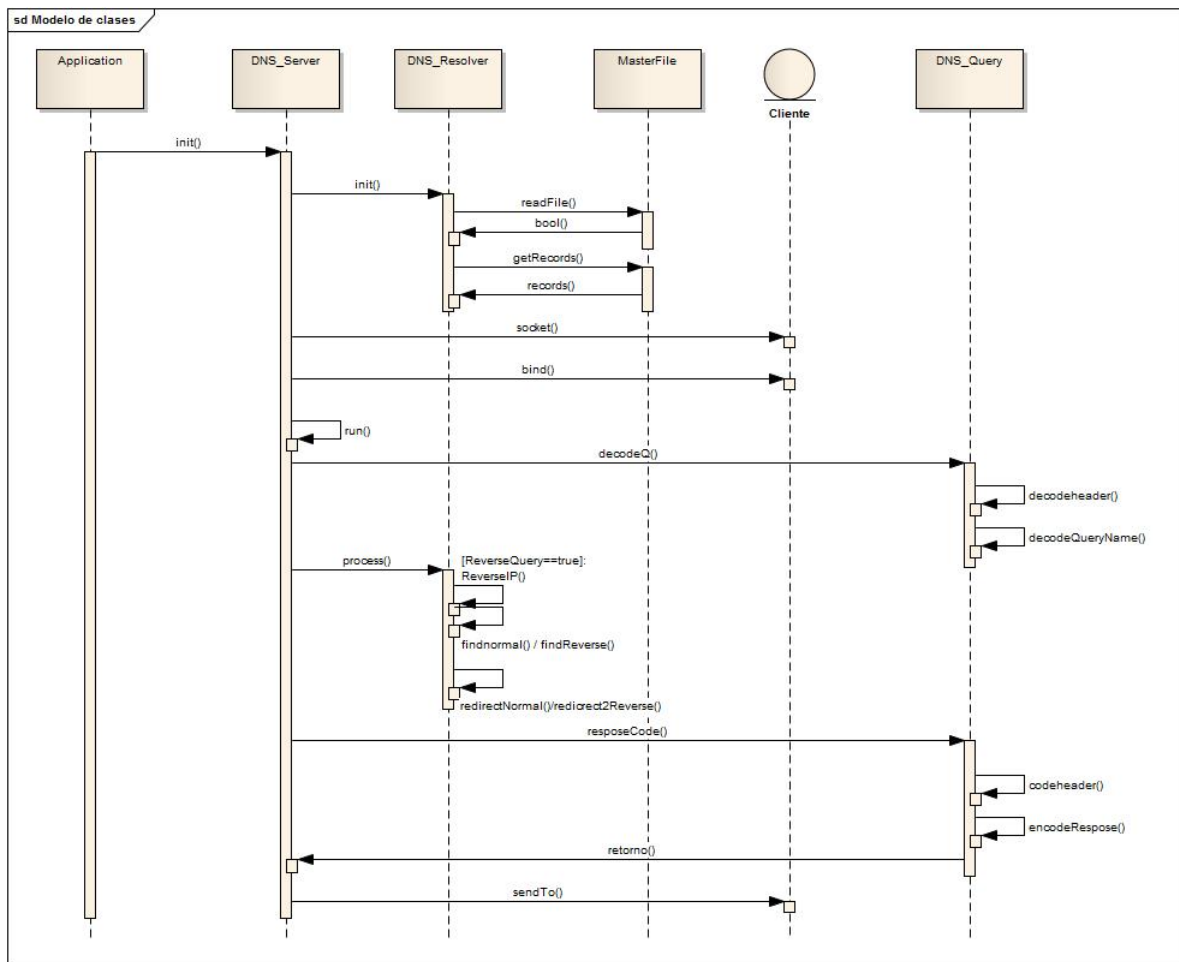 sd Modelo de clases
Application
DNS_Server
DNS_Resolver
MasterFile
Cliente
DNS_Query
init()
init()
readFile()
bool()
getRecords()
records()
socket()
bind()
run()
decodeQ()
decodeheader()
decodeQueryName()
process()
[ReverseQuery==true]:
ReverseIP()
findnormal() / findReverse()
redirectNormal()/redicrect2Reverse()
resposeCode()
codeheader()
encodeRespose()
retorno()
sendTo()